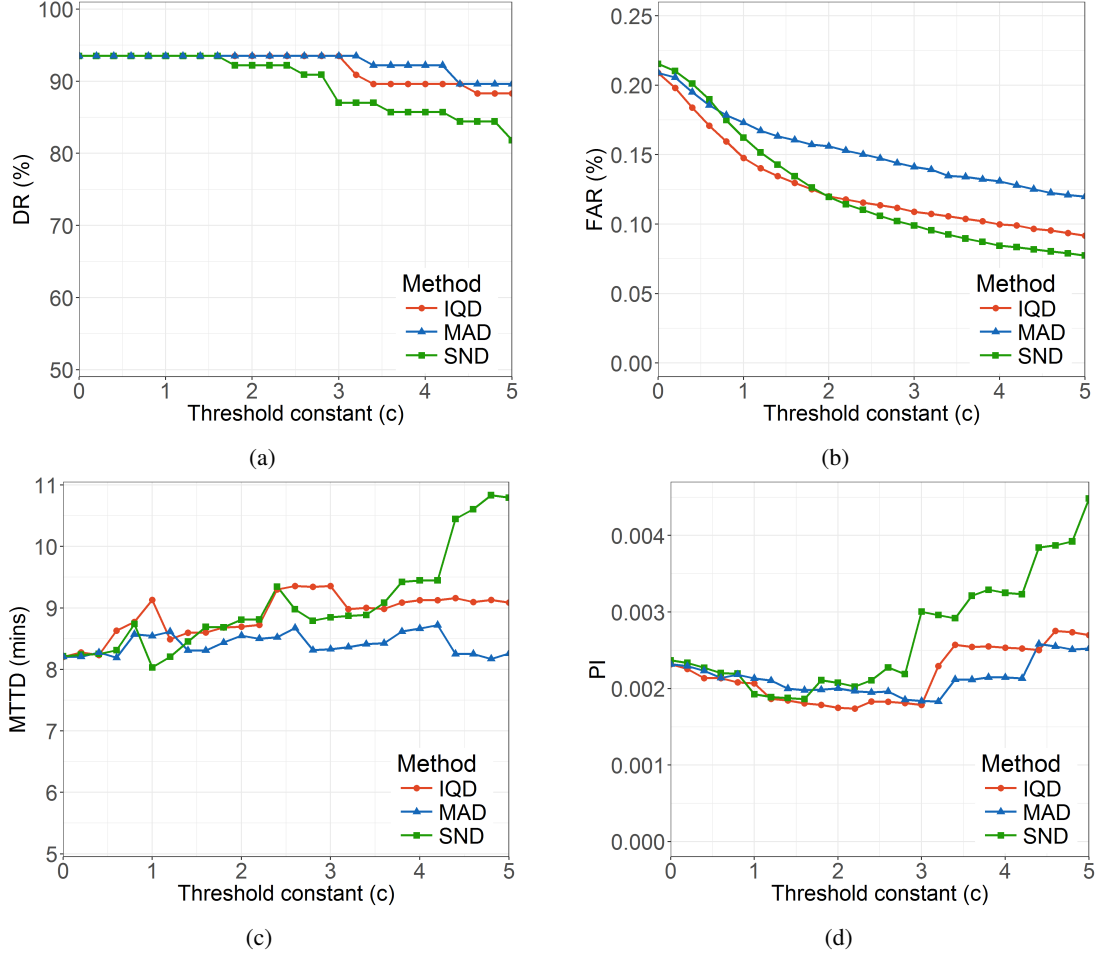 100
90
80
70
60
50
DR (%)
0 1 2 3 4 5
Threshold constant (c)
Method
IQD
MAD
SND
(a)
0.25
0.20
0.15
0.10
0.05
0.00
FAR (%)
0 1 2 3 4 5
Threshold constant (c)
Method
IQD
MAD
SND
(b)
11
10
9
8
7
6
5
MTTD (mins)
0 1 2 3 4 5
Threshold constant (c)
Method
IQD
MAD
SND
(c)
0.004
0.003
0.002
0.001
0.000
PI
0 1 2 3 4 5
Threshold constant (c)
Method
IQD
MAD
SND
(d)